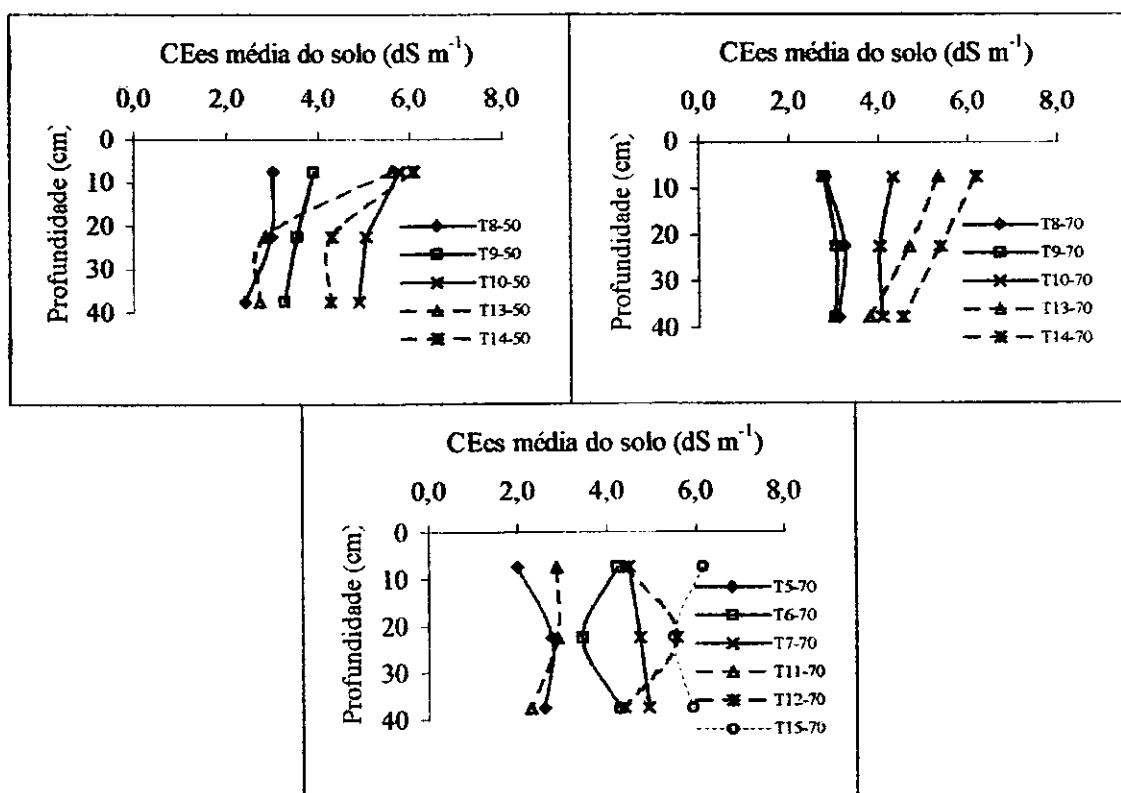 CEes média do solo (dS m⁻¹)
0,0 2,0 4,0 6,0 8,0
Profundidade (cm)
0
10
20
30
40
T8-50
T9-50
T10-50
T13-50
T14-50
CEes média do solo (dS m⁻¹)
0,0 2,0 4,0 6,0 8,0
Profundidade (cm)
0
10
20
30
40
T8-70
T9-70
T10-70
T13-70
T14-70
CEes média do solo (dS m⁻¹)
0,0 2,0 4,0 6,0 8,0
Profundidade (cm)
0
10
20
30
40
T5-70
T6-70
T7-70
T11-70
T12-70
T15-70